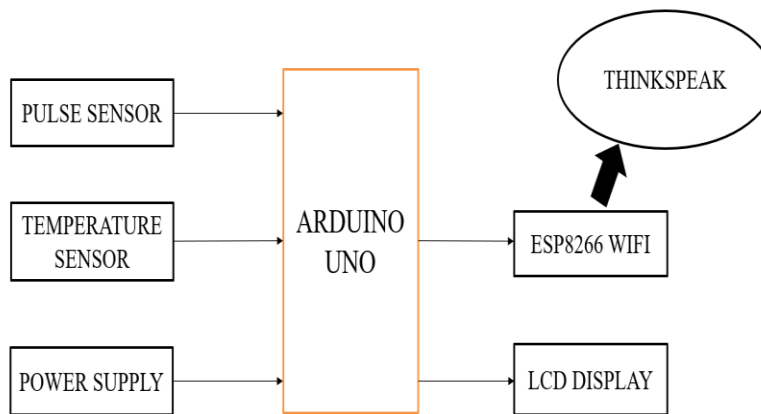 THINKSPEAK
PULSE SENSOR
TEMPERATURE
SENSOR
ARDUINO
UNO
ESP8266 WIFI
POWER SUPPLY
LCD DISPLAY